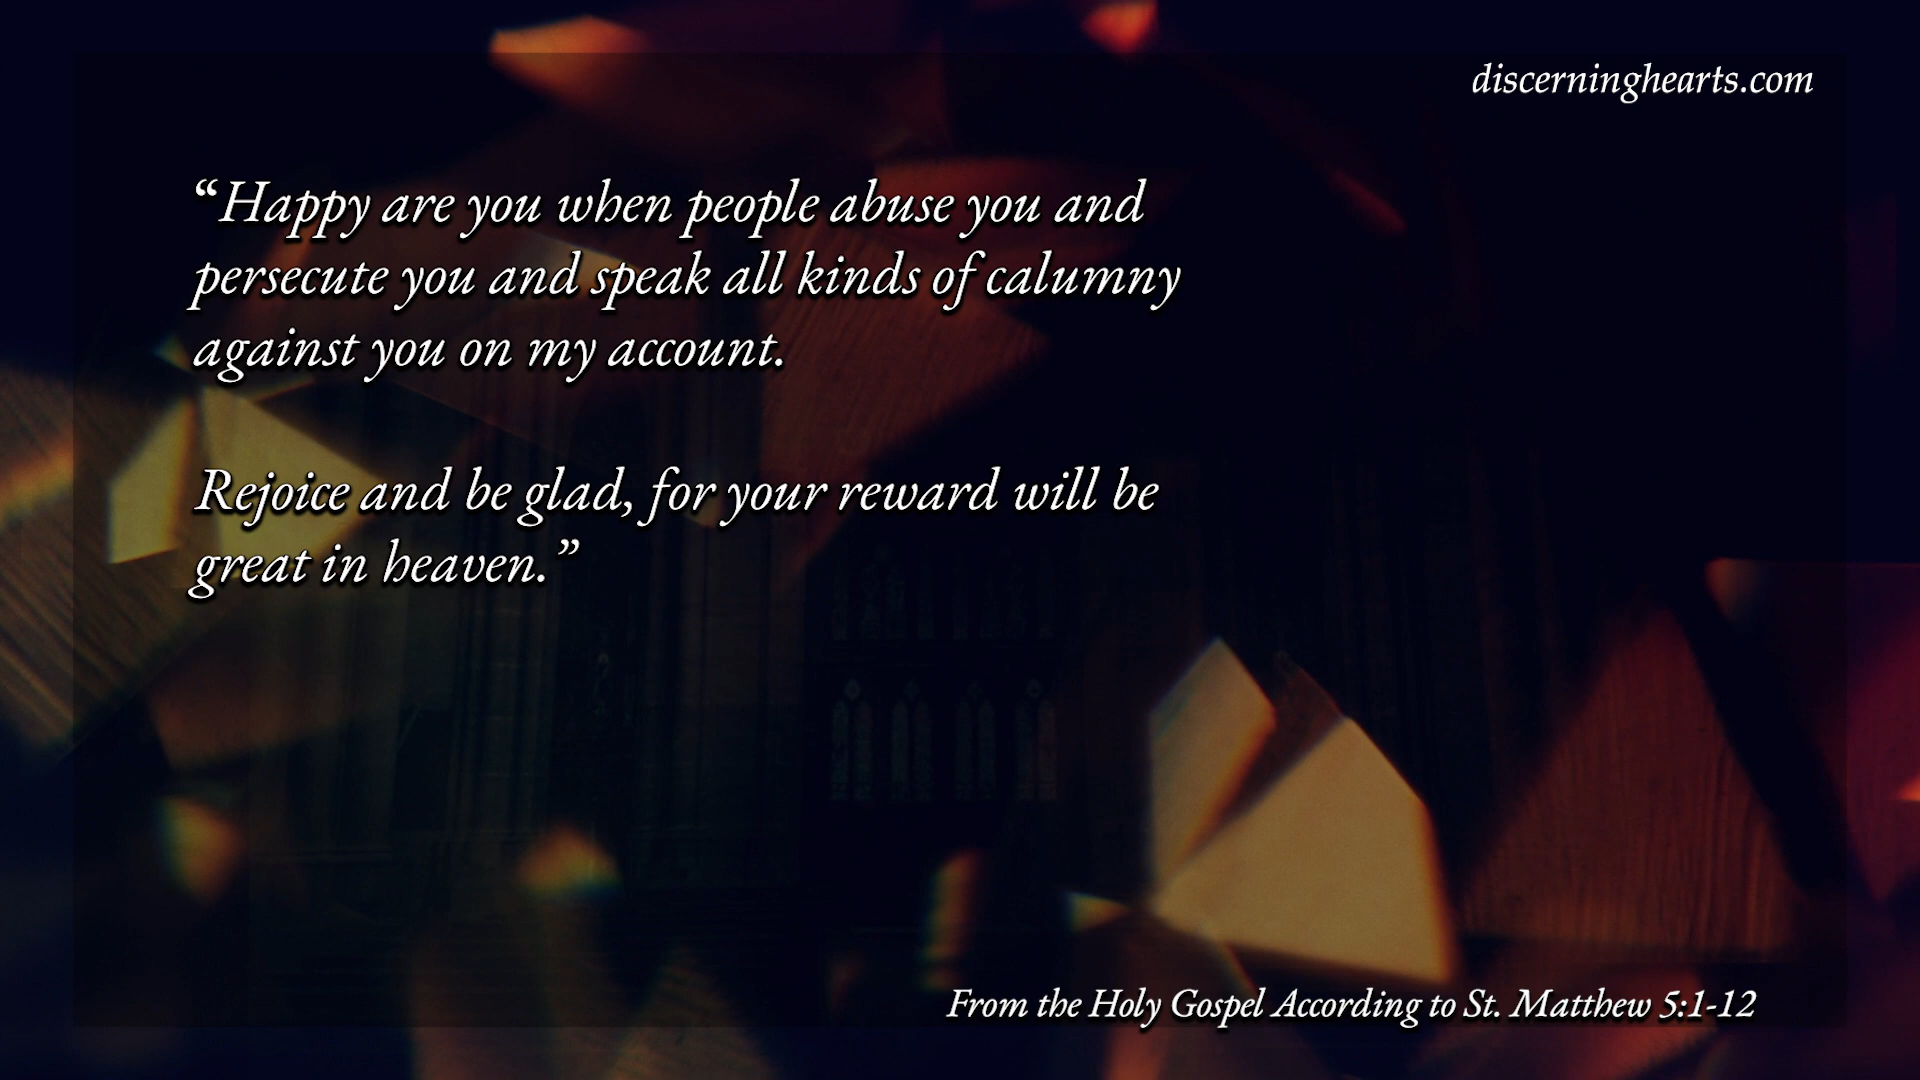 discerninghearts.com
“Happy are you when people abuse you and
persecute you and speak all kinds of calumny
against you on my account.
Rejoice and be glad, for your reward will be
great in heaven.”
From the Holy Gospel According to St. Matthew 5:1-12